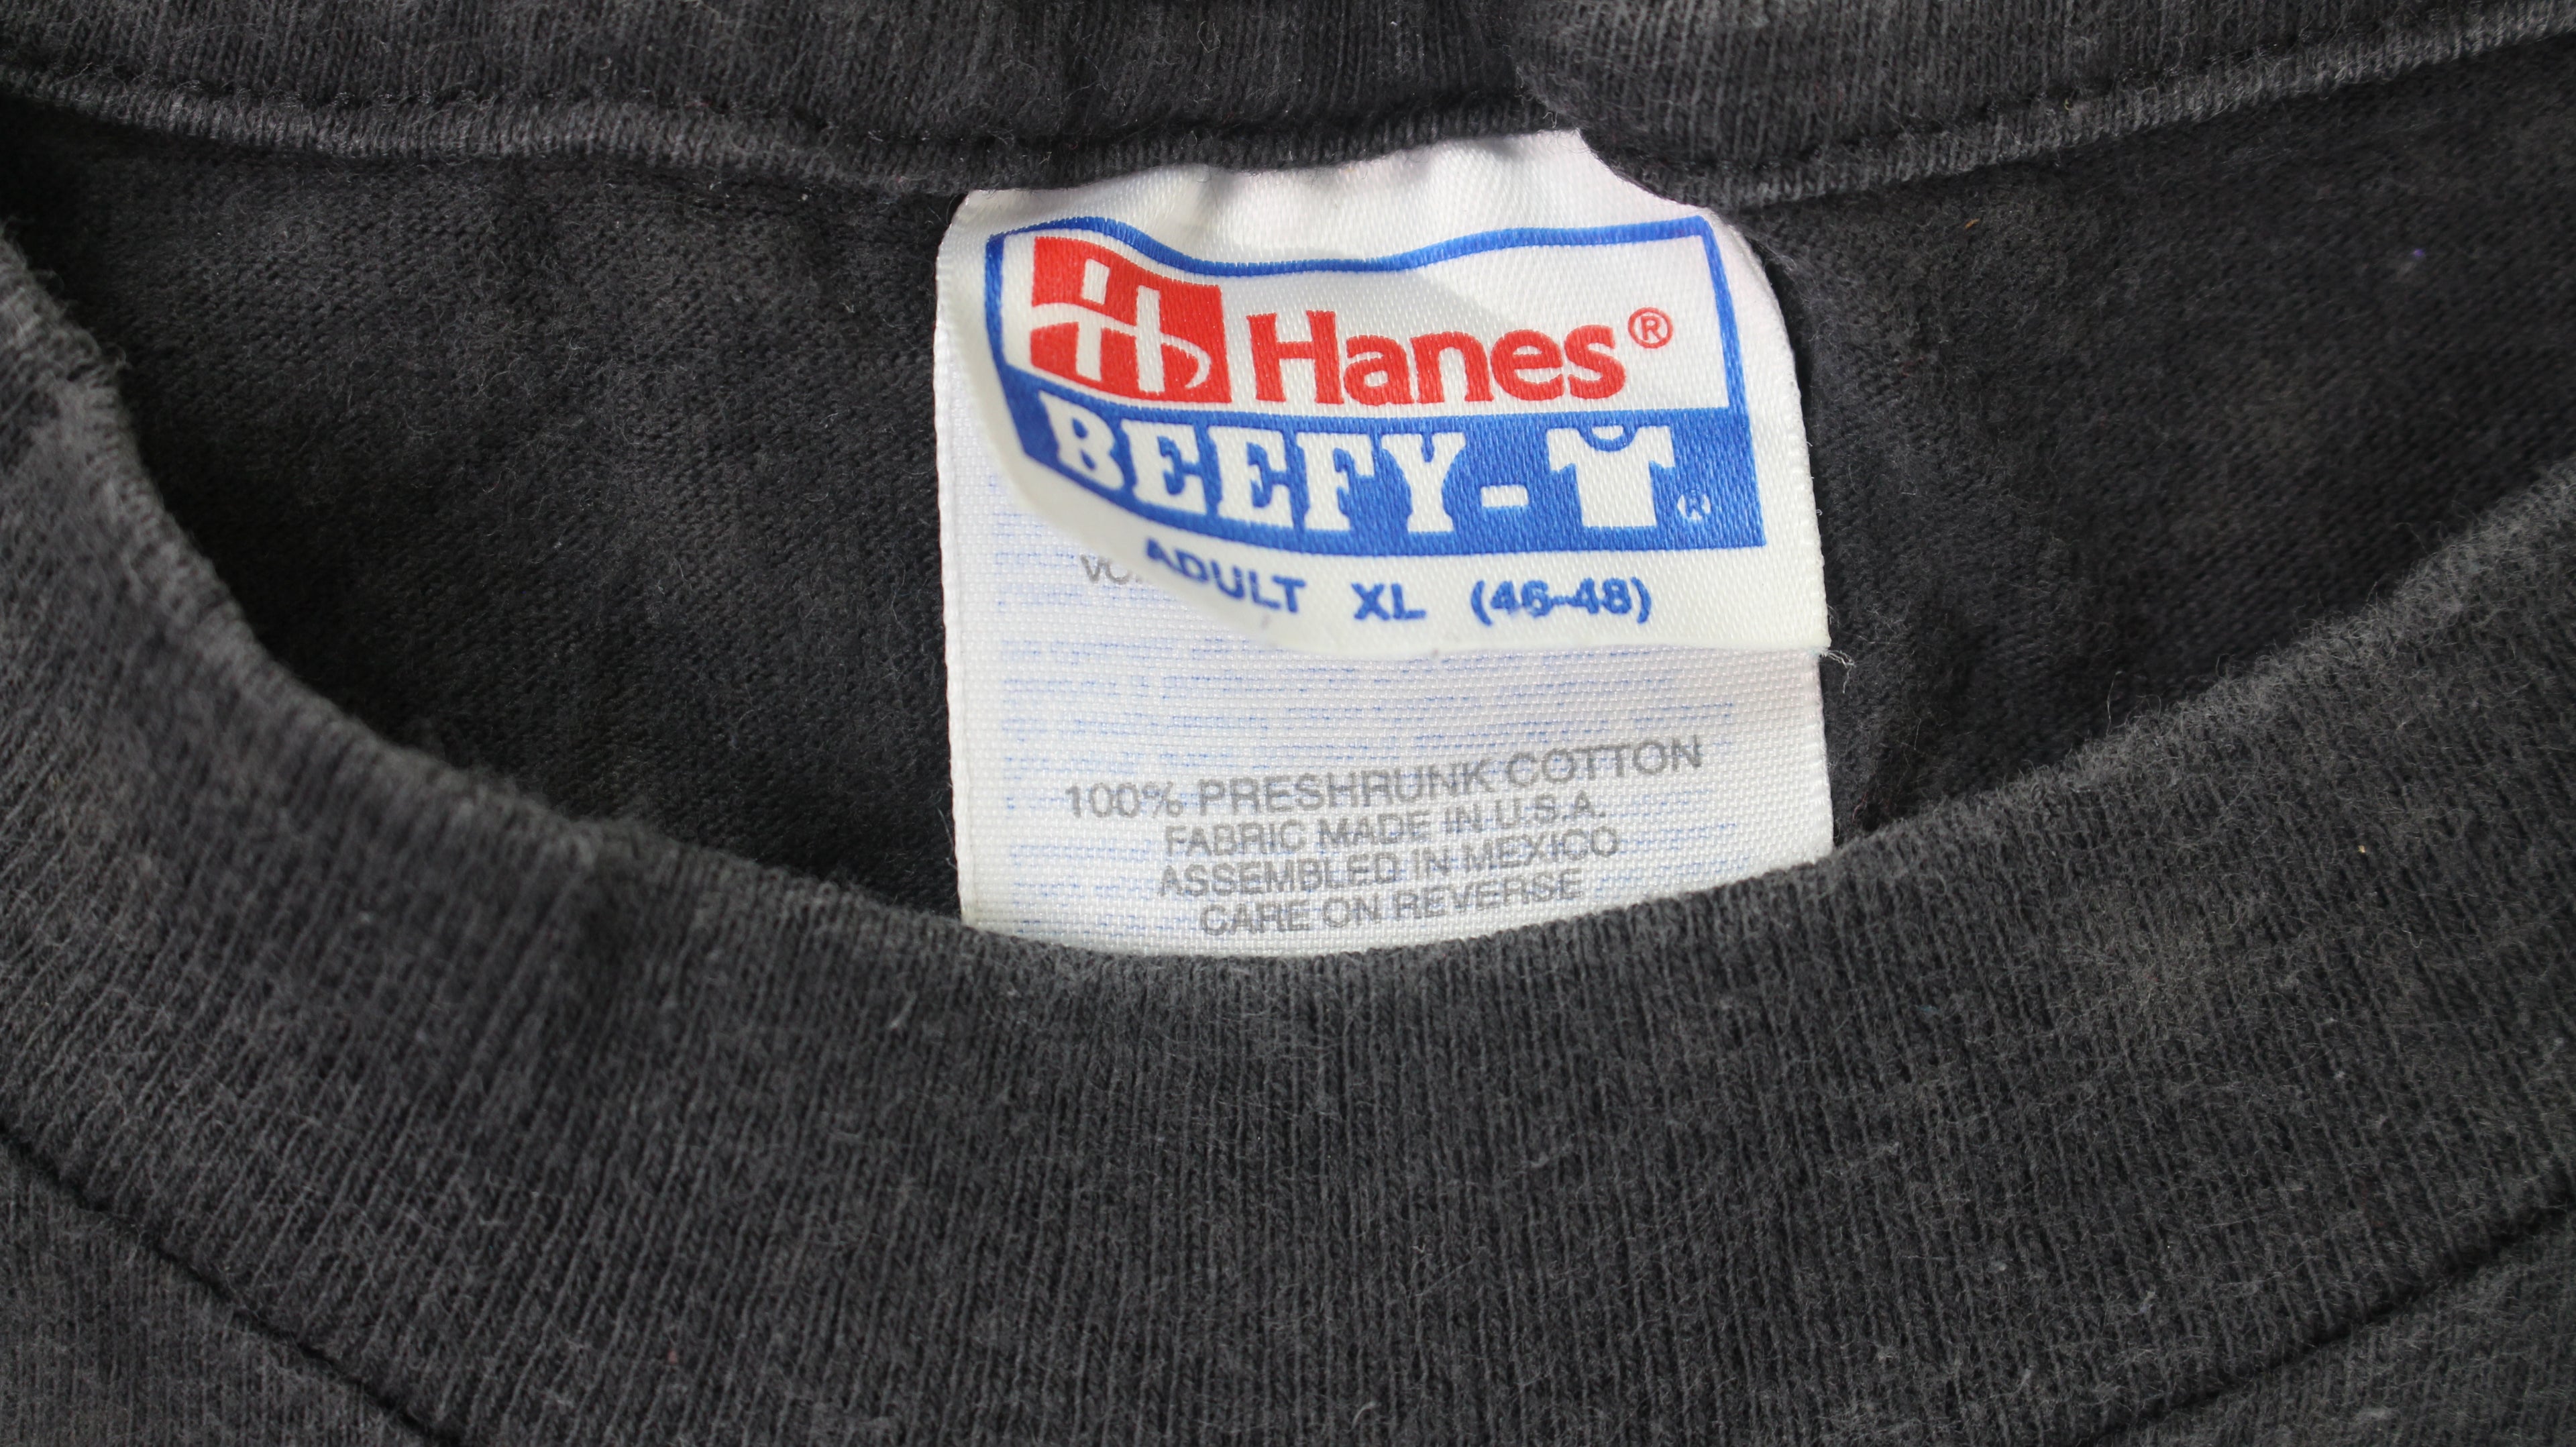 Hanes®
BEEFY-T®
ADULT XL (46-48)
100% PRESHRUNK COTTON
FABRIC MADE IN U.S.A.
ASSEMBLED IN MEXICO
CARE ON REVERSE